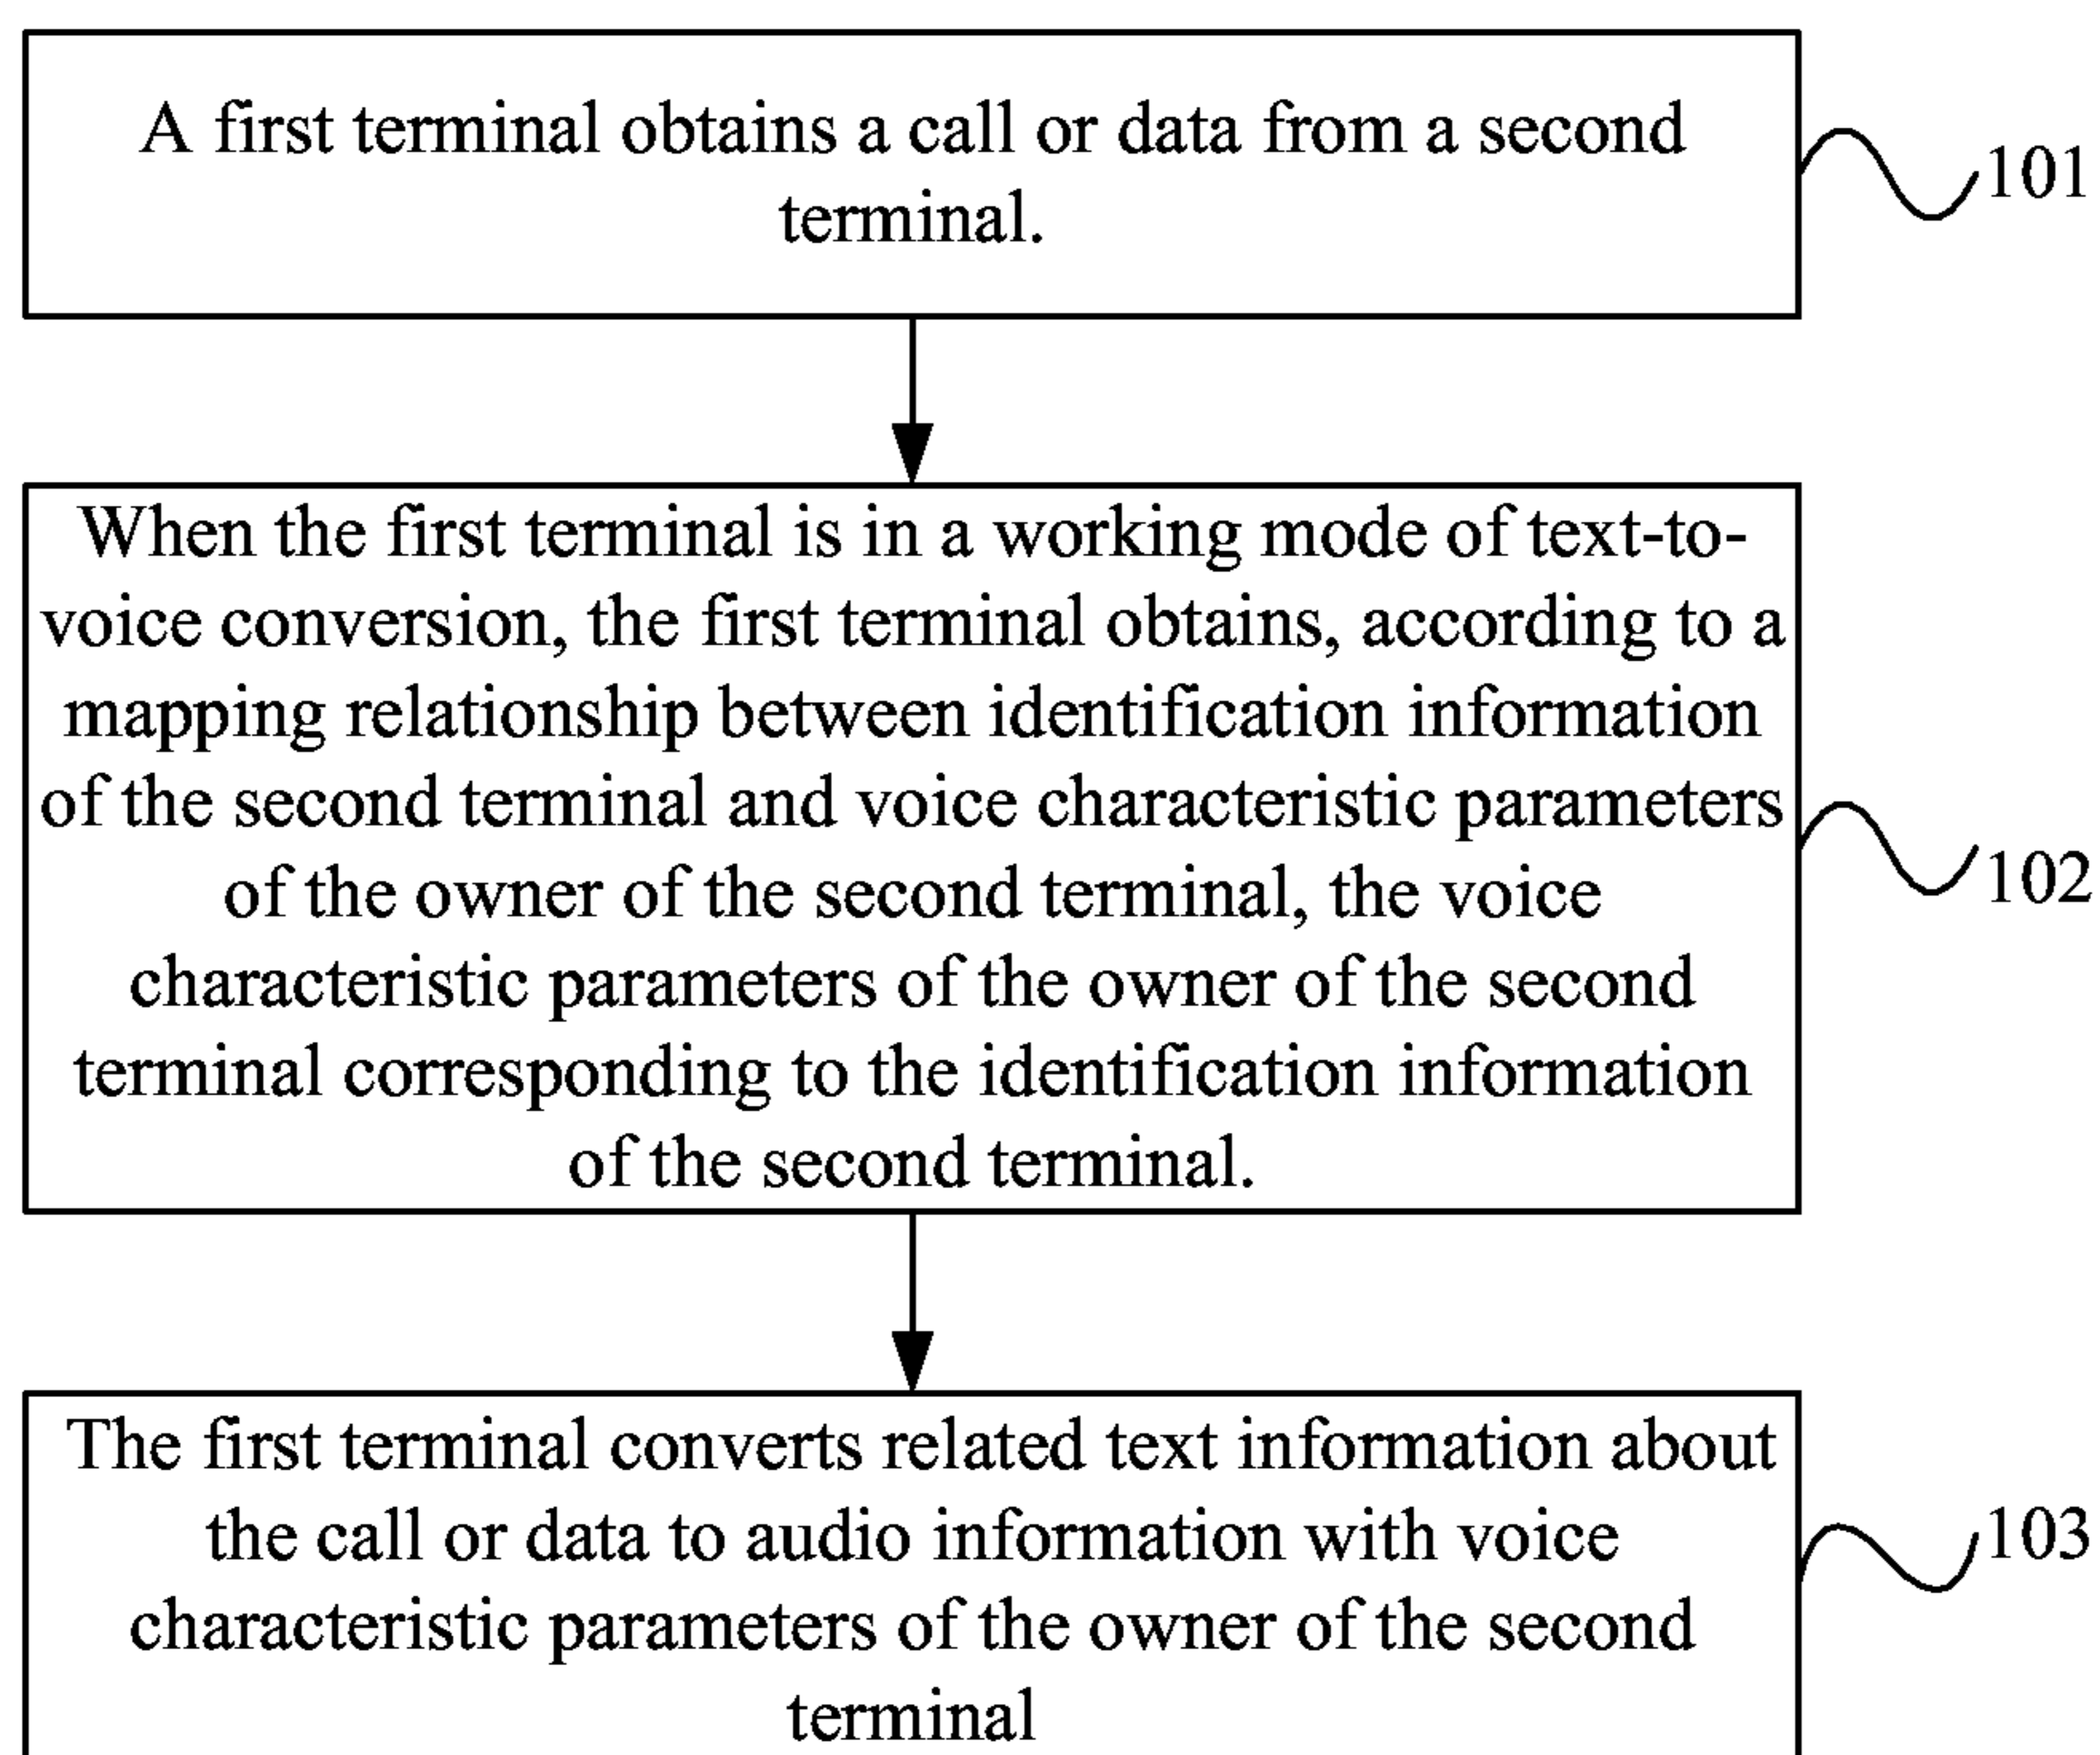 A first terminal obtains a call or data from a second
terminal.
101
When the first terminal is in a working mode of text-to-
voice conversion, the first terminal obtains, according to a
mapping relationship between identification information
of the second terminal and voice characteristic parameters
of the owner of the second terminal, the voice
characteristic parameters of the owner of the second
terminal corresponding to the identification information
of the second terminal.
102
The first terminal converts related text information about
the call or data to audio information with voice
characteristic parameters of the owner of the second
terminal
103